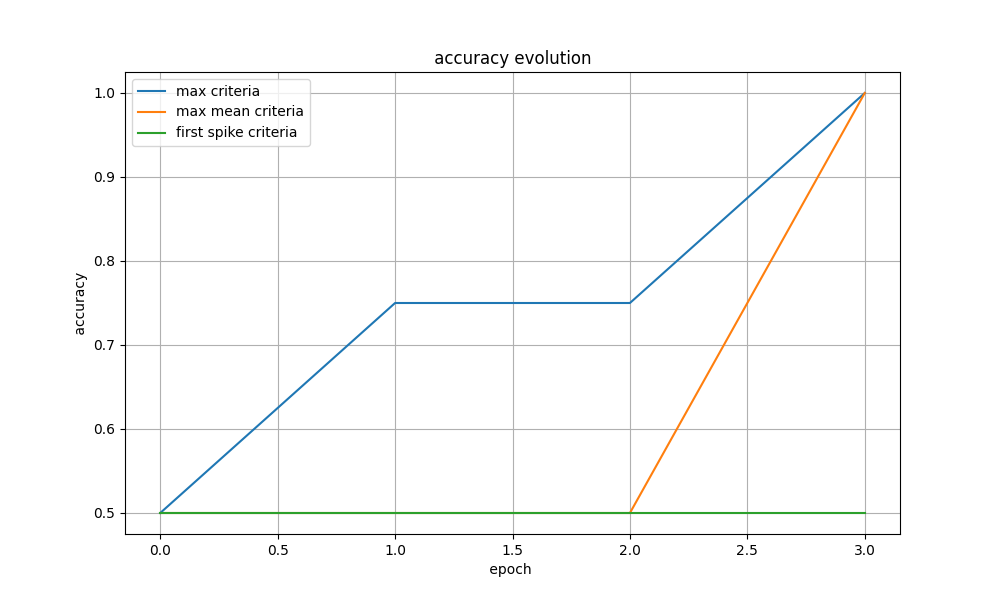 accuracy evolution
max criteria
max mean criteria
first spike criteria
1.0
0.9
0.8
0.7
0.6
0.5
accuracy
0.0 0.5 1.0 1.5 2.0 2.5 3.0
epoch